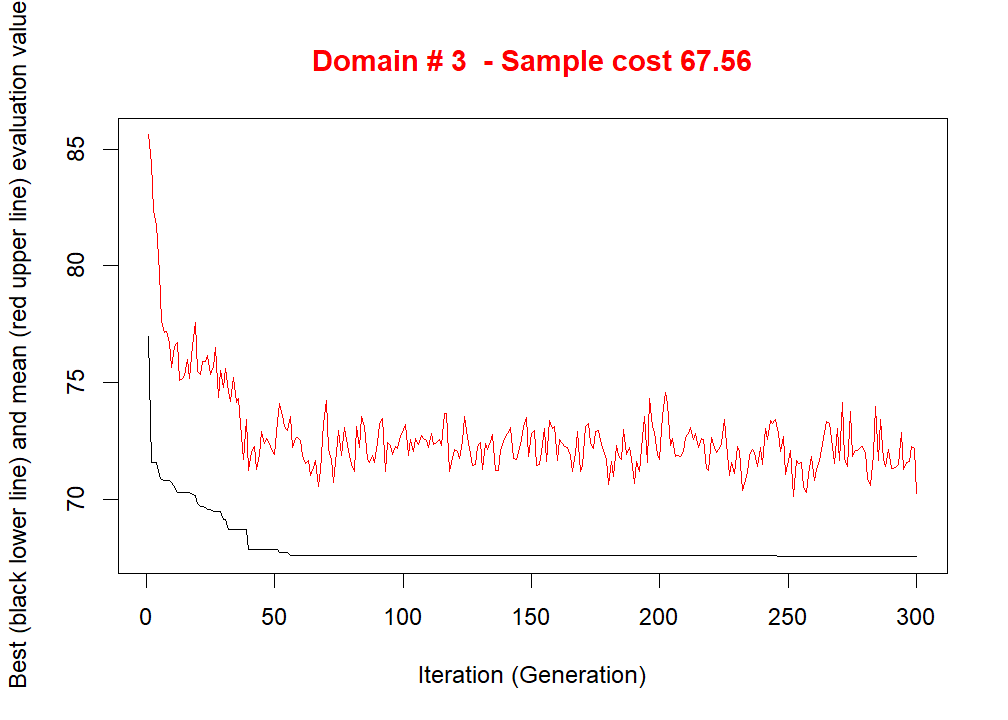 Domain # 3  - Sample cost 67.56
Best (black lower line) and mean (red upper line) evaluation value
85
80
75
70
0 50 100 150 200 250 300
Iteration (Generation)